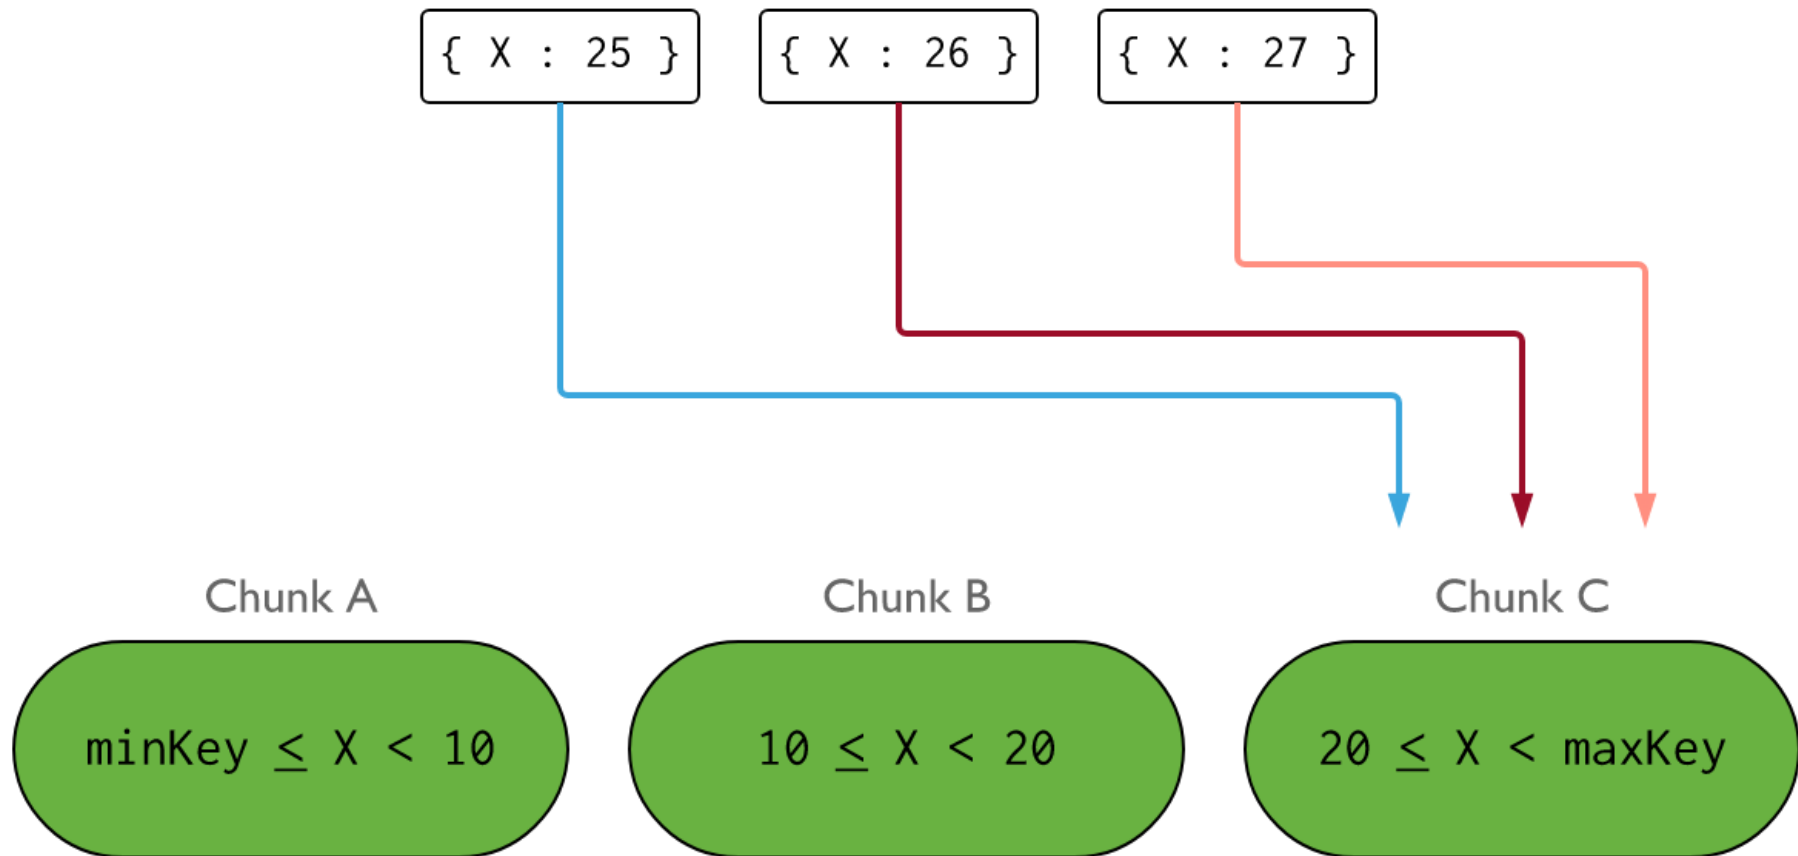 { X : 25 }
{ X : 26 }
{ X : 27 }
Chunk A
Chunk B
Chunk C
minKey ≤ X < 10
10 ≤ X < 20
20 ≤ X < maxKey